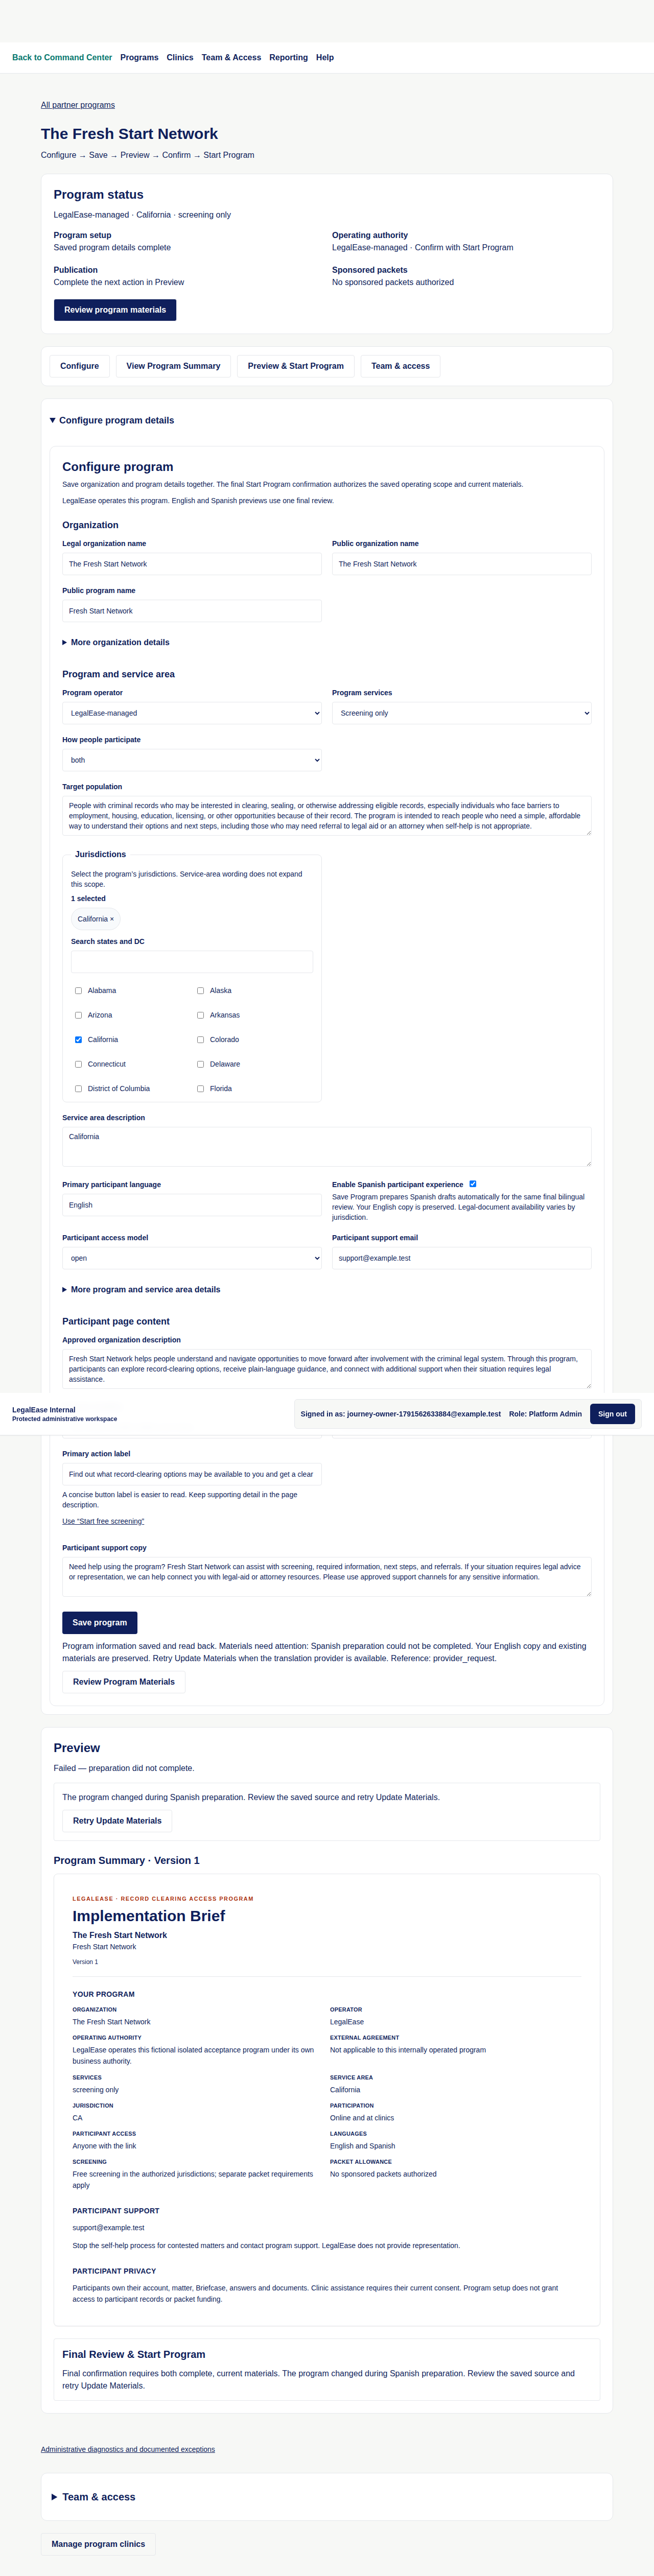 Back to Command Center Programs Clinics Team & Access Reporting Help
All partner programs
The Fresh Start Network
Configure → Save → Preview → Confirm → Start Program
Program status
LegalEase-managed · California · screening only
Program setup
Saved program details complete
Operating authority
LegalEase-managed · Confirm with Start Program
Publication
Complete the next action in Preview
Sponsored packets
No sponsored packets authorized
Review program materials
Configure
View Program Summary
Preview & Start Program
Team & access
▼ Configure program details
Configure program
Save organization and program details together. The final Start Program confirmation authorizes the saved operating scope and current materials.
LegalEase operates this program. English and Spanish previews use one final review.
Organization
Legal organization name
The Fresh Start Network
Public organization name
The Fresh Start Network
Public program name
Fresh Start Network
▶ More organization details
Program and service area
Program operator
LegalEase-managed
Program services
Screening only
How people participate
both
Target population
People with criminal records who may be interested in clearing, sealing, or otherwise addressing eligible records, especially individuals who face barriers to
employment, housing, education, licensing, or other opportunities because of their record. The program is intended to reach people who need a simple, affordable
way to understand their options and next steps, including those who may need referral to legal aid or an attorney when self-help is not appropriate.
Jurisdictions
Select the program's jurisdictions. Service-area wording does not expand
this scope.
1 selected
California ×
Search states and DC
Alabama
Alaska
Arizona
Arkansas
California
Colorado
Connecticut
Delaware
District of Columbia
Florida
Service area description
California
Primary participant language
English
Enable Spanish participant experience
Save Program prepares Spanish drafts automatically for the same final bilingual
review. Your English copy is preserved. Legal-document availability varies by
jurisdiction.
Participant access model
open
Participant support email
support@example.test
▶ More program and service area details
Participant page content
Approved organization description
Fresh Start Network helps people understand and navigate opportunities to move forward after involvement with the criminal legal system. Through this program,
participants can explore record-clearing options, receive plain-language guidance, and connect with additional support when their situation requires legal
assistance.
LegalEase Internal
Protected administrative workspace
Signed in as: journey-owner-1791562633884@example.test Role: Platform Admin Sign out
Primary action label
Find out what record-clearing options may be available to you and get a clear
A concise button label is easier to read. Keep supporting detail in the page
description.
Use "Start free screening"
Participant support copy
Need help using the program? Fresh Start Network can assist with screening, required information, next steps, and referrals. If your situation requires legal advice
or representation, we can help you connect with legal-aid or attorney resources. Please use approved support channels for any sensitive information.
Save program
Program information saved and read back. Materials need attention: Spanish preparation could not be completed. Your English copy and existing
materials are preserved. Retry Update Materials when the translation provider is available. Reference: provider_request.
Review Program Materials
Preview
Failed — preparation did not complete.
The program changed during Spanish preparation. Review the saved source and retry Update Materials.
Retry Update Materials
Program Summary · Version 1
LEGALEASE · RECORD CLEARING ACCESS PROGRAM
Implementation Brief
The Fresh Start Network
Fresh Start Network
Version 1
YOUR PROGRAM
ORGANIZATION
The Fresh Start Network
OPERATOR
LegalEase
OPERATING AUTHORITY
LegalEase operates this fictional isolated acceptance program under its own
business authority.
EXTERNAL AGREEMENT
Not applicable to this internally operated program
SERVICES
screening only
SERVICE AREA
California
JURISDICTION
CA
PARTICIPATION
Online and at clinics
PARTICIPANT ACCESS
Anyone with the link
LANGUAGES
English and Spanish
SCREENING
Free screening in the authorized jurisdictions; separate packet requirements
apply
PACKET ALLOWANCE
No sponsored packets authorized
PARTICIPANT SUPPORT
support@example.test
Stop the self-help process for contested matters and contact program support. LegalEase does not provide representation.
PARTICIPANT PRIVACY
Participants own their account, matter, Briefcase, answers and documents. Clinic assistance requires their current consent. Program setup does not grant
access to participant records or packet funding.
Final Review & Start Program
Final confirmation requires both complete, current materials. The program changed during Spanish preparation. Review the saved source and
retry Update Materials.
Administrative diagnostics and documented exceptions
▶ Team & access
Manage program clinics